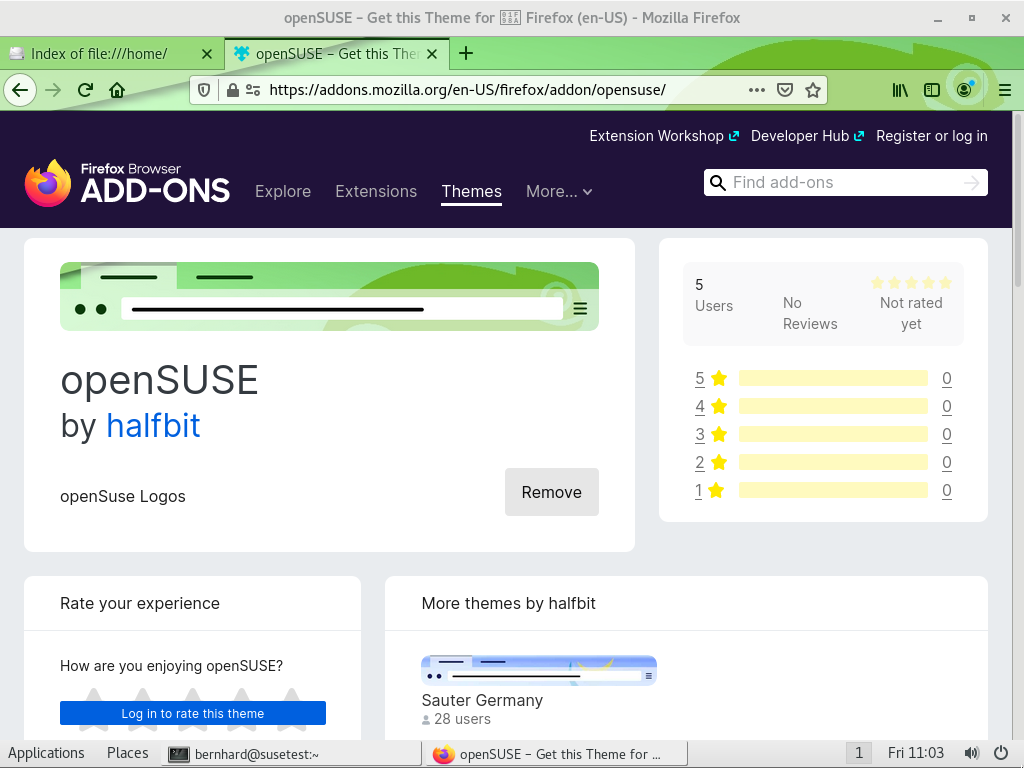 openSUSE – Get this Theme for 🦊 Firefox (en-US) - Mozilla Firefox
Index of file:///home/
openSUSE – Get this The
https://addons.mozilla.org/en-US/firefox/addon/opensuse/
Extension Workshop
Developer Hub
Register or log in
Firefox Browser
ADD-ONS
Explore
Extensions
Themes
More...
Find add-ons
openSUSE
by halfbit
openSuse Logos
Remove
5
Users
No
Reviews
Not rated
yet
5 0
4 0
3 0
2 0
1 0
Rate your experience
How are you enjoying openSUSE?
Log in to rate this theme
More themes by halfbit
Sauter Germany
28 users
Applications
Places
bernhard@susetest:~
openSUSE – Get this Theme for ...
1
Fri 11:03